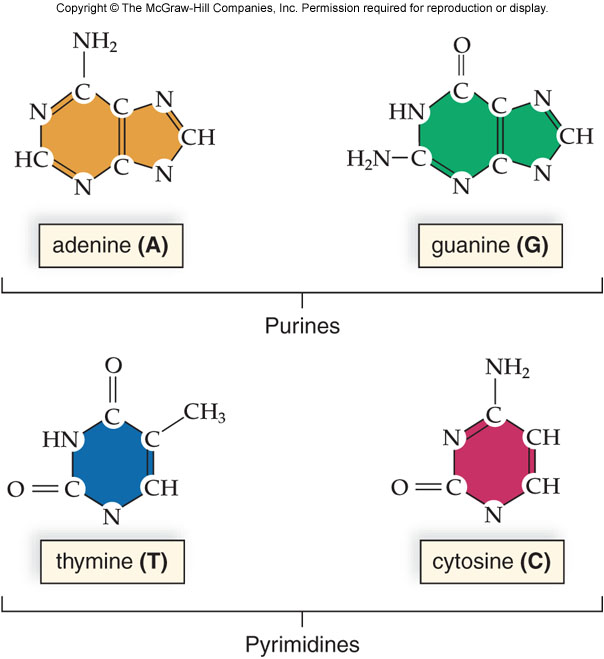 Copyright © The McGraw-Hill Companies, Inc. Permission required for reproduction or display.
NH₂
C
N
C
N
HC
C
CH
N
N
adenine (A)
O
C
HN
C
N
H₂N
C
C
CH
N
N
guanine (G)
Purines
O
C
CH₃
HN
C
O
C
CH
N
thymine (T)
NH₂
C
N
CH
O
C
CH
N
cytosine (C)
Pyrimidines